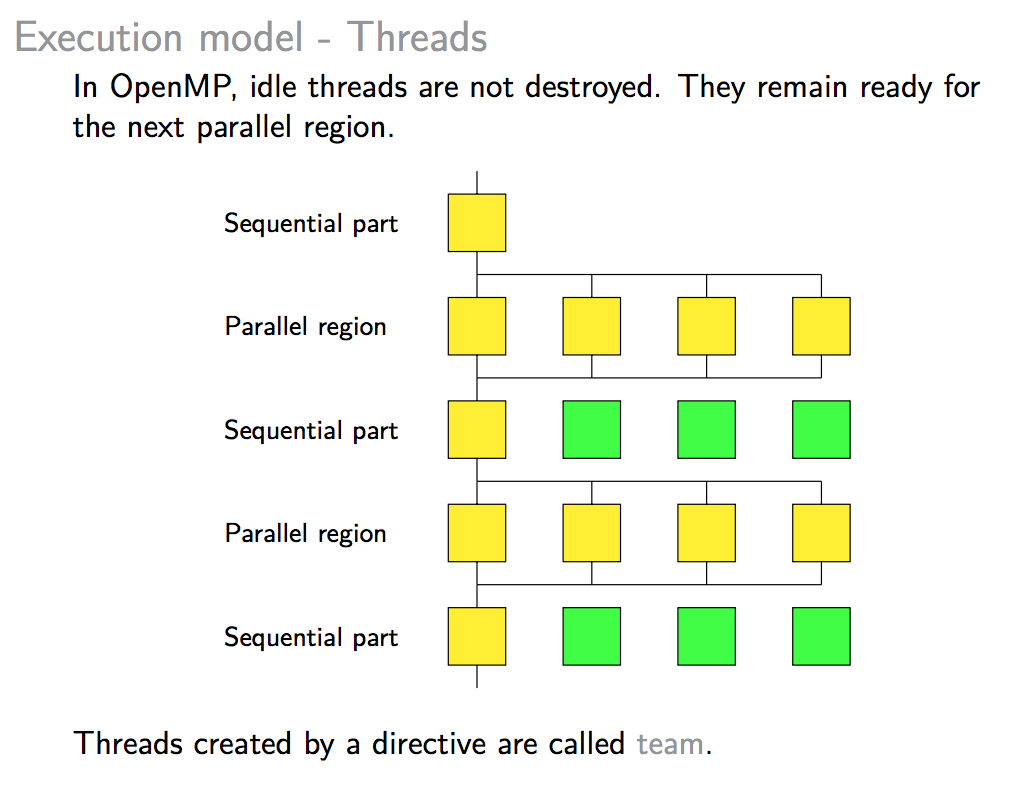 Execution model - Threads
In OpenMP, idle threads are not destroyed. They remain ready for
the next parallel region.
Sequential part
Parallel region
Sequential part
Parallel region
Sequential part
Threads created by a directive are called team.